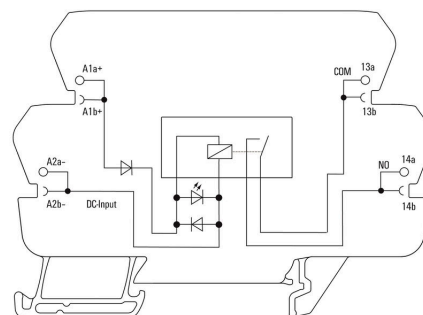 A1a+
A1b+
A2a−
A2b−
DC-Input
COM
13a
13b
NO
14a
14b